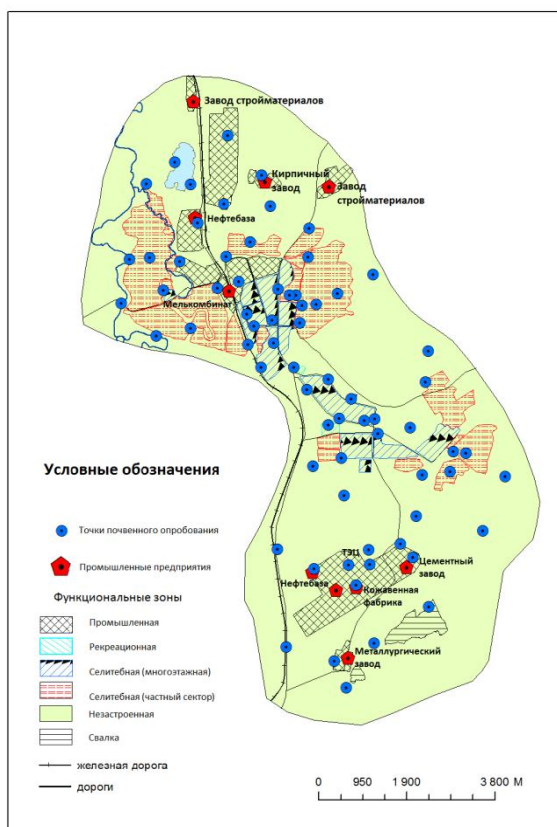 Завод стройматериалов
Кирпичный
завод
Завод
стройматериалов
Нефтебаза
Мелькомбинат
Условные обозначения
Точки почвенного опробования
Промышленные предприятия
Функциональные зоны
Промышленная
Рекреационная
Селитебная (многоэтажная)
Селитебная (частный сектор)
Незастроенная
Свалка
железная дорога
дороги
ТЭЦ
Цементный
завод
Нефтебаза
Кожавенная
фабрика
Металлургический
завод
0 950 1 900 3 800 М